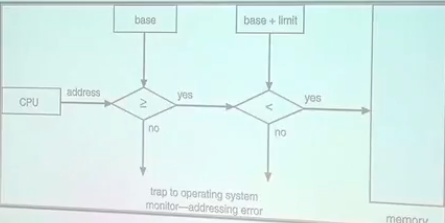 base
base + limit
CPU
address
≥
yes
<
yes
no
no
trap to operating system
monitor—addressing error
memory